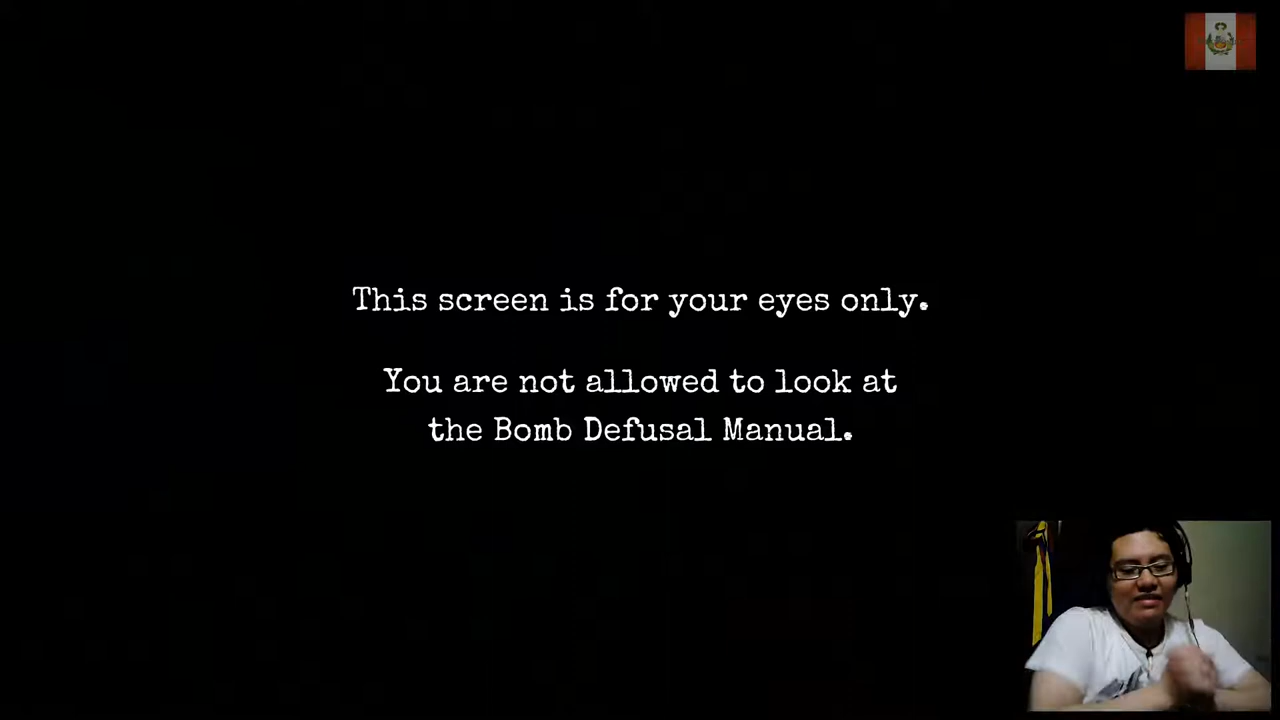 This screen is for your eyes only.
You are not allowed to look at
the Bomb Defusal Manual.